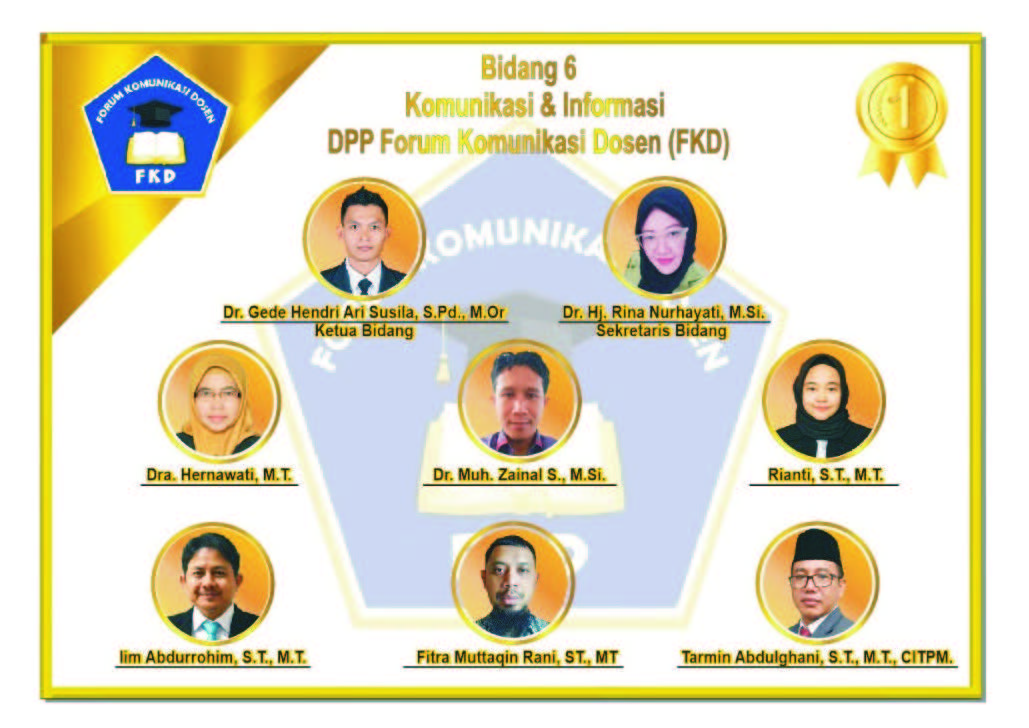 FORUM KOMUNIKASI DOSEN
FKD
Bidang 6
Komunikasi & Informasi
DPP Forum Komunikasi Dosen (FKD)
1
Dr. Gede Hendri Ari Susila, S.Pd., M.Or
Ketua Bidang
Dr. Hj. Rina Nurhayati, M.Si.
Sekretaris Bidang
Dra. Hernawati, M.T.
Dr. Muh. Zainal S., M.Si.
Rianti, S.T., M.T.
Iim Abdurrohim, S.T., M.T.
Fitra Muttaqin Rani, ST., MT
Tarmin Abdulghani, S.T., M.T., CITPM.